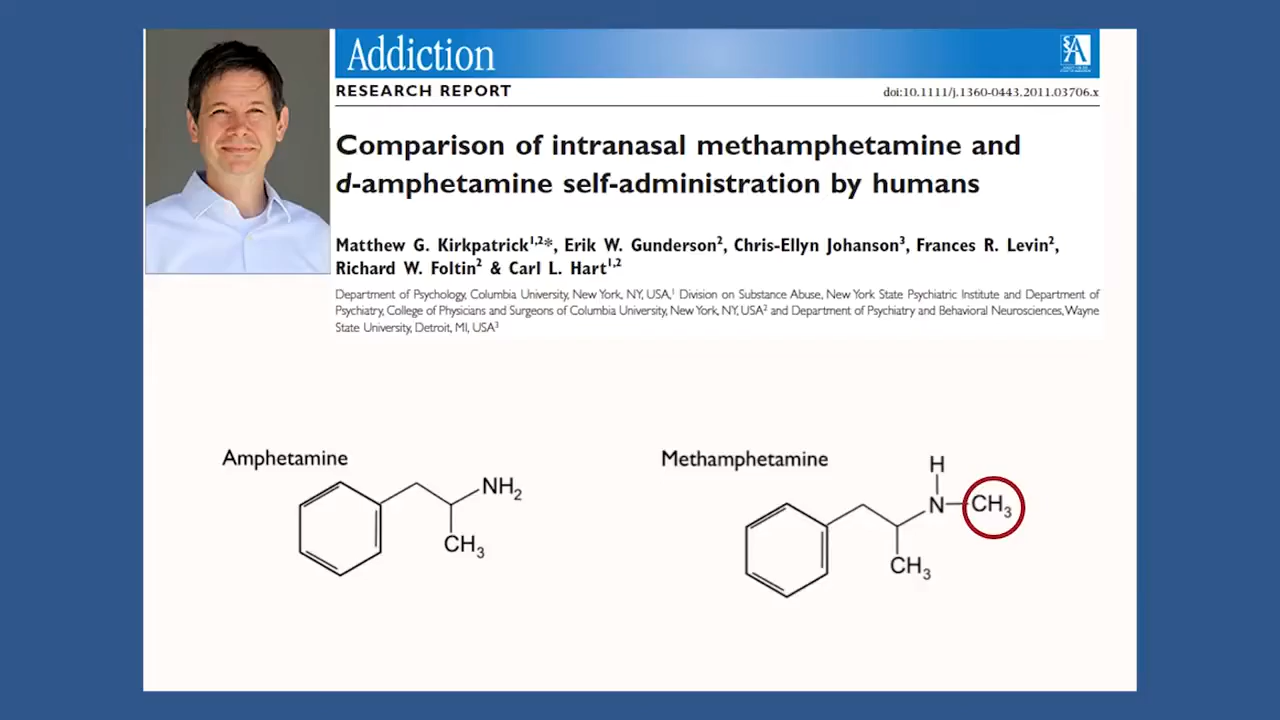 Addiction
SSA
RESEARCH REPORT
doi:10.1111/j.1360-0443.2011.03706.x
Comparison of intranasal methamphetamine and
d-amphetamine self-administration by humans
Matthew G. Kirkpatrick¹,²*, Erik W. Gunderson², Chris-Ellyn Johanson³, Frances R. Levin²,
Richard W. Foltin² & Carl L. Hart¹,²
Department of Psychology, Columbia University, New York, NY, USA,¹ Division on Substance Abuse, New York State Psychiatric Institute and Department of
Psychiatry, College of Physicians and Surgeons of Columbia University, New York, NY, USA² and Department of Psychiatry and Behavioral Neurosciences, Wayne
State University, Detroit, MI, USA³
Amphetamine
NH₂
CH₃
Methamphetamine
H
N
CH₃
CH₃